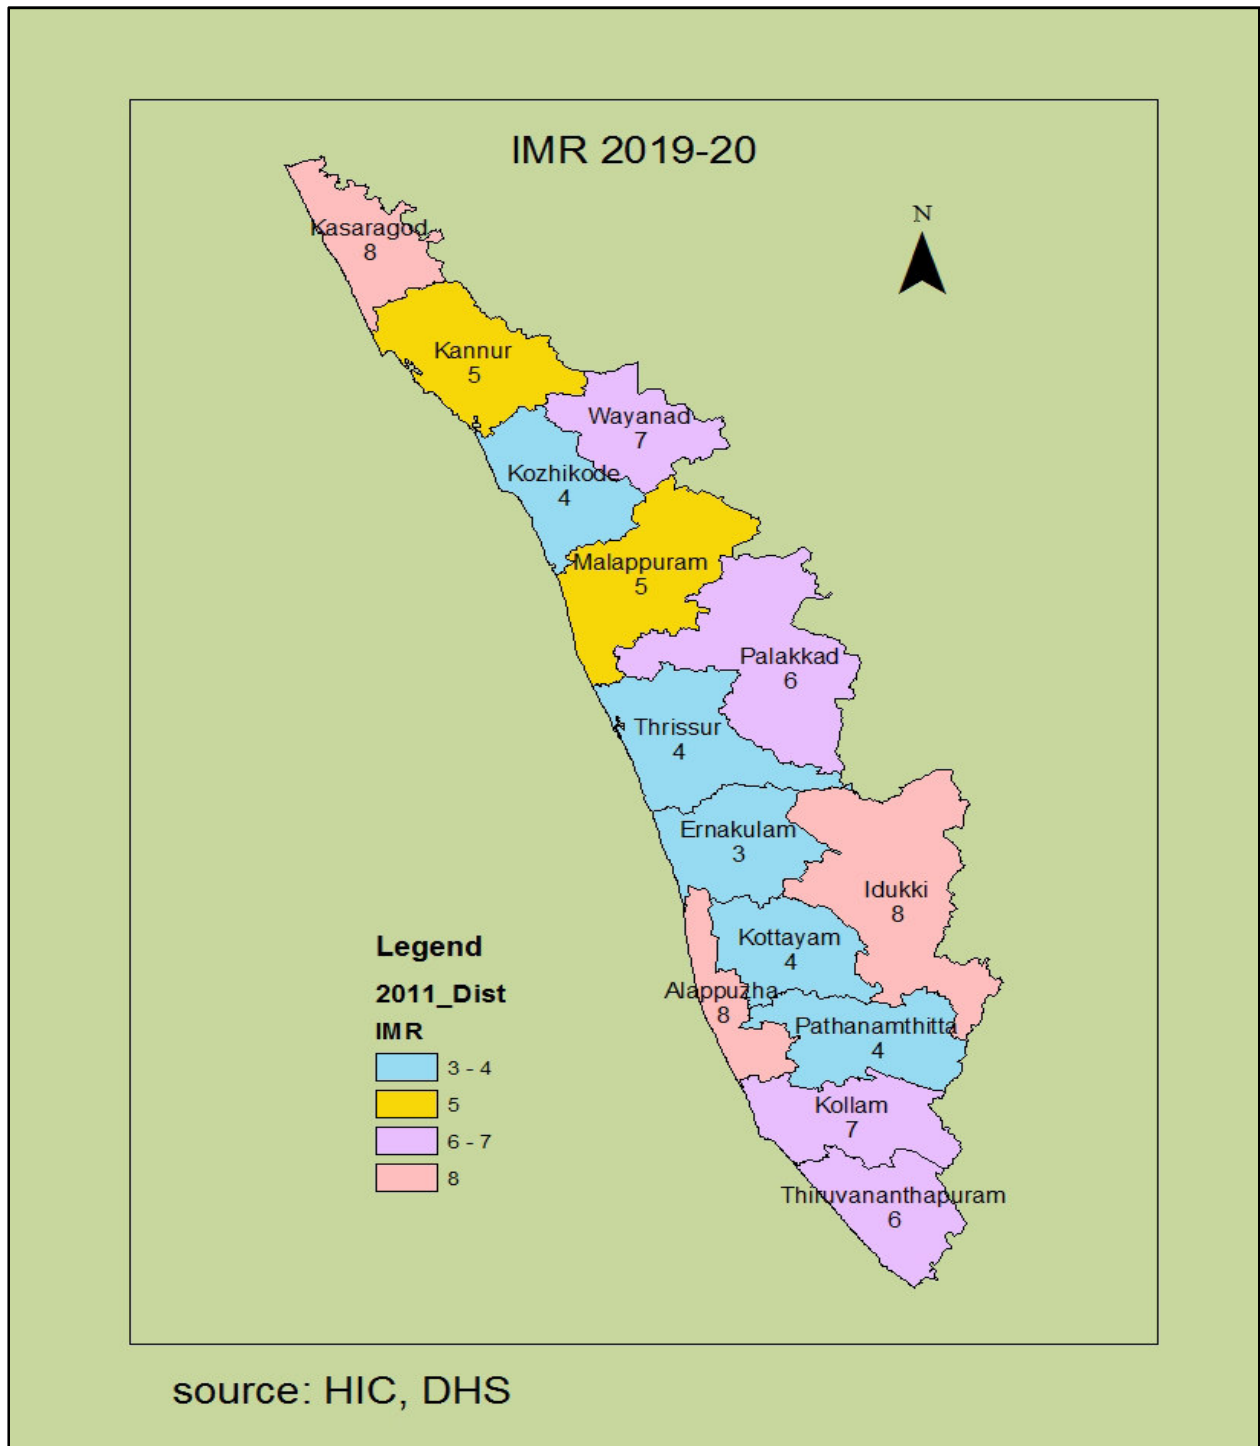 IMR 2019-20
N
Kasaragod
8
Kannur
5
Wayanad
7
Kozhikode
4
Malappuram
5
Palakkad
6
Thrissur
4
Ernakulam
3
Idukki
8
Kottayam
4
Alappuzha
8
Pathanamthitta
4
Kollam
7
Thiruvananthapuram
6
Legend
2011_Dist
IMR
3 - 4
5
6 - 7
8
source: HIC, DHS